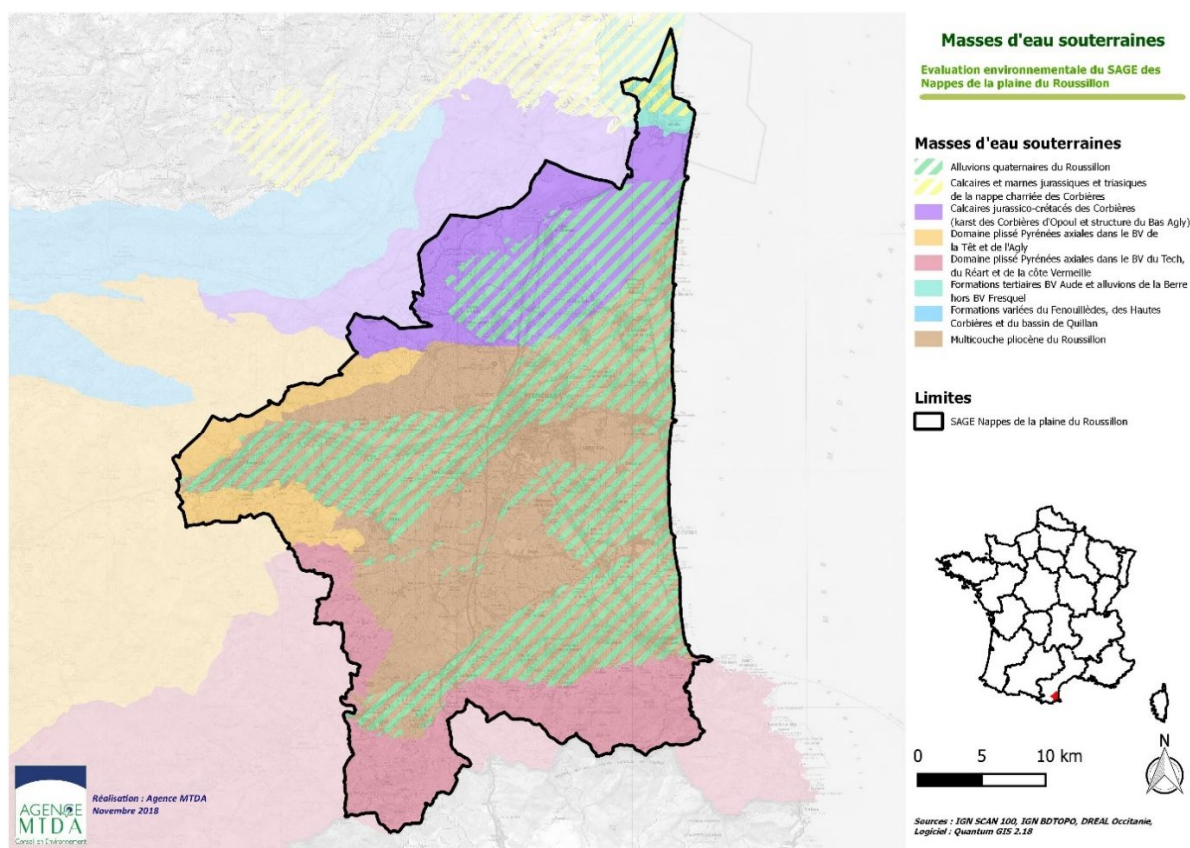 Masses d'eau souterraines
Evaluation environnementale du SAGE des
Nappes de la plaine du Roussillon
Masses d'eau souterraines
Alluvions quaternaires du Roussillon
Calcaires et marnes jurassiques et triasiques
de la nappe charriée des Corbières
Calcaires jurassico-crétacés des Corbières
(karst des Corbières d'Opoul et structure du Bas Agly)
Domaine plissé Pyrénées axiales dans le BV de
la Têt et de l'Agly
Domaine plissé Pyrénées axiales dans le BV du Tech,
du Réart et de la côte Vermeille
Formations tertiaires BV Aude et alluvions de la Berre
hors BV Fresquel
Formations variées du Fenouillèdes, des Hautes
Corbières et du bassin de Quillan
Multicouche pliocène du Roussillon
Limites
SAGE Nappes de la plaine du Roussillon
0 5 10 km
N
Sources : IGN SCAN 100, IGN BDTOPO, DREAL Occitanie,
Logiciel : Quantum GIS 2.18
AGENCE
MTDA
Conseil en Environnement
Réalisation : Agence MTDA
Novembre 2018